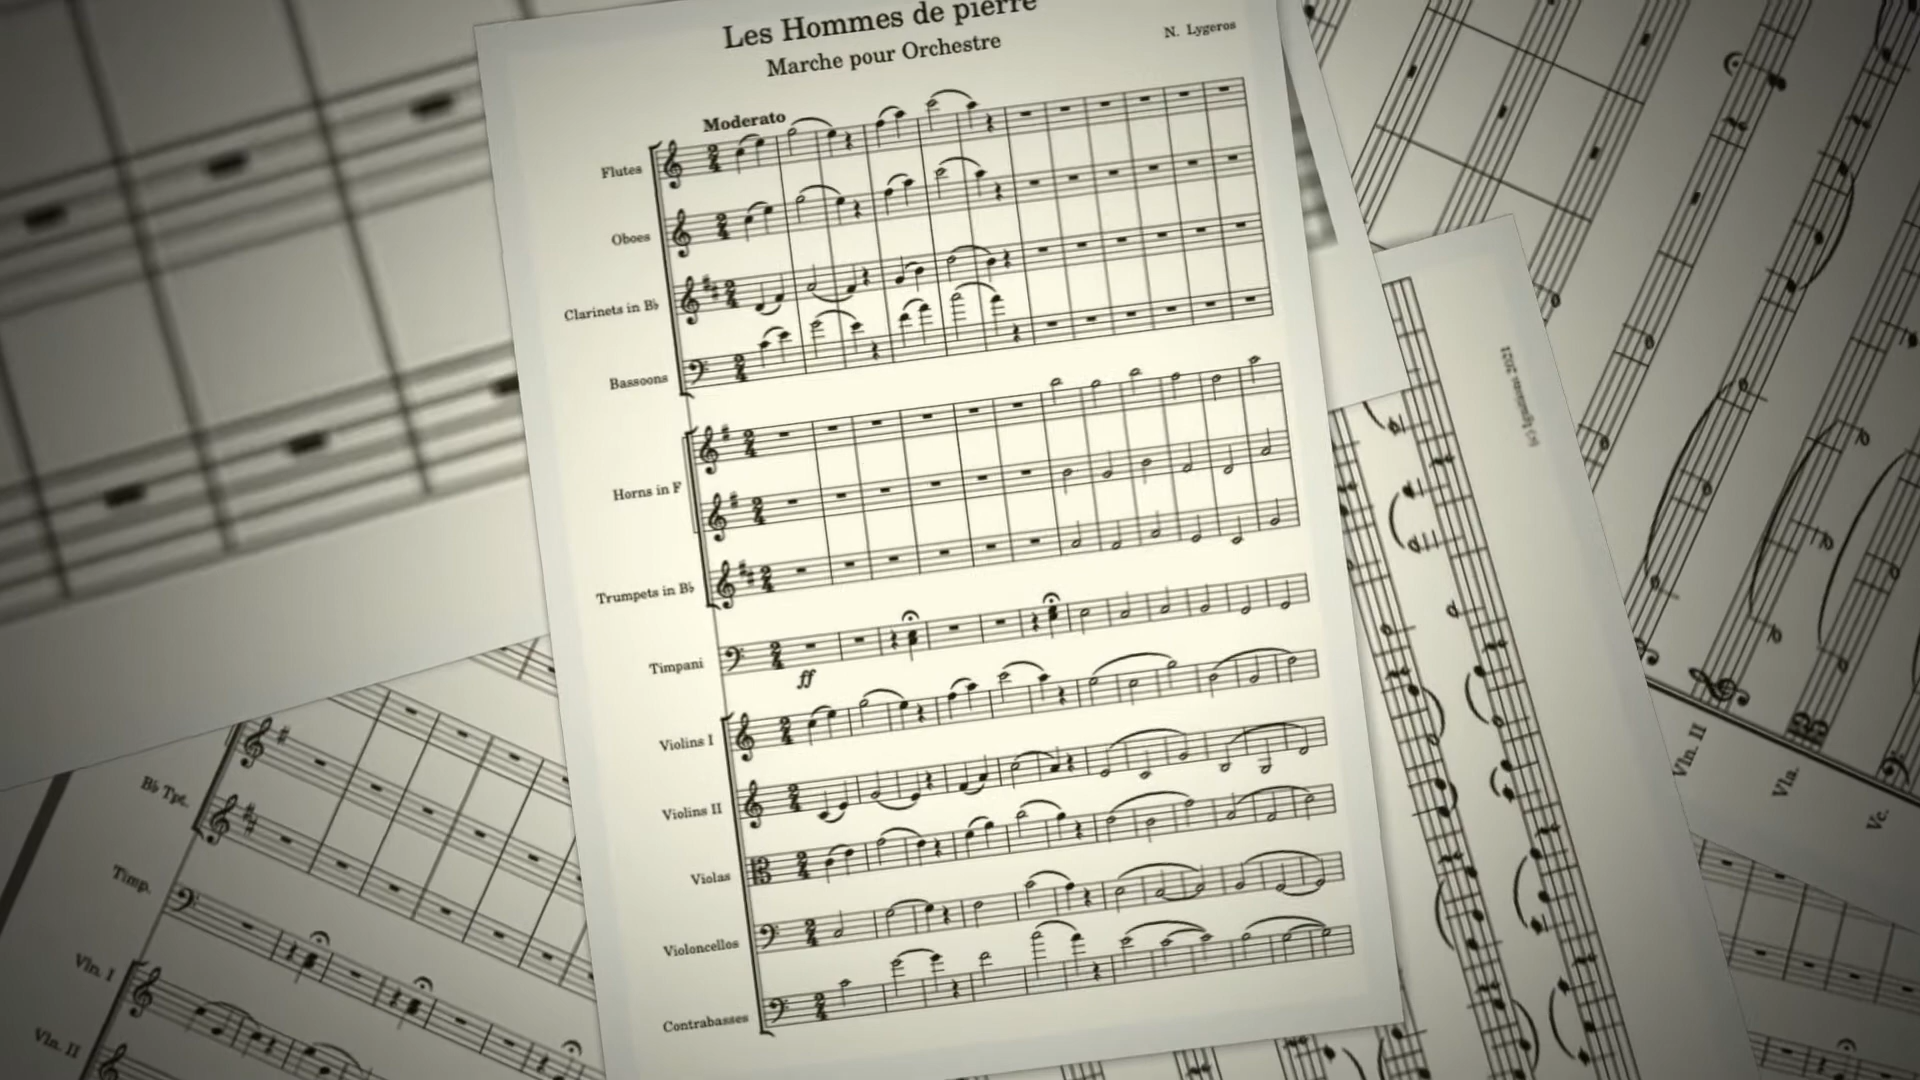 Les Hommes de pierre
Marche pour Orchestre
N. Lygeros
Moderato
Flutes
Oboes
Clarinets in B♭
Bassoons
Horns in F
Trumpets in B♭
Timpani
ff
Violins I
Violins II
Violas
Violoncellos
Contrabasses
B♭ Tpt.
Timp.
Vln. I
Vln. II
Vln. II
Vla.
Vc.